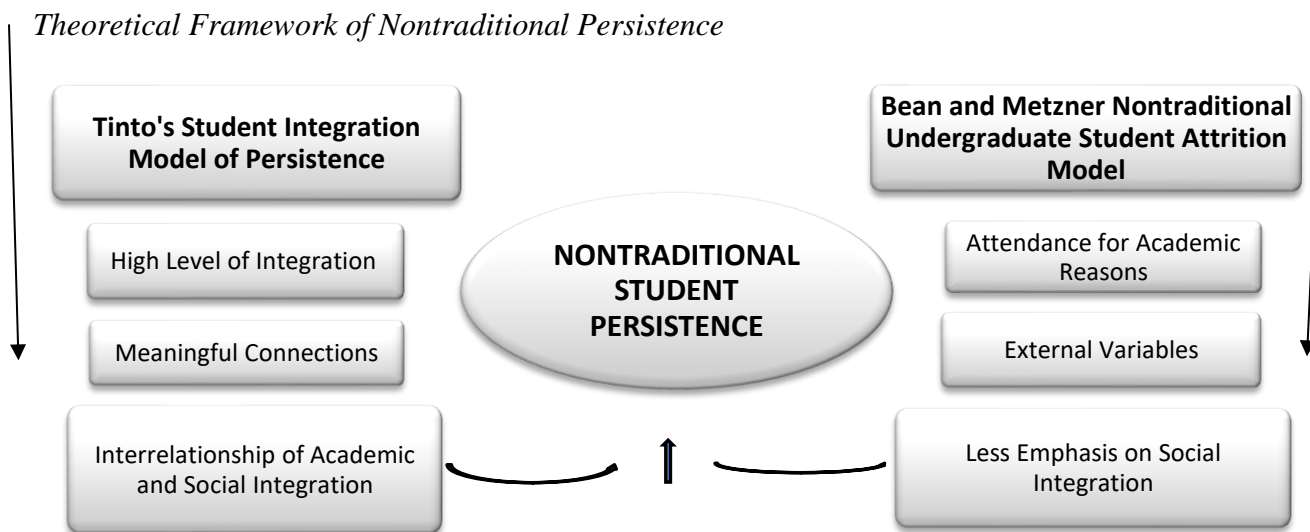 Theoretical Framework of Nontraditional Persistence
Tinto's Student Integration
Model of Persistence
High Level of Integration
Meaningful Connections
Interrelationship of Academic
and Social Integration
NONTRADITIONAL
STUDENT
PERSISTENCE
Bean and Metzner Nontraditional
Undergraduate Student Attrition
Model
Attendance for Academic
Reasons
External Variables
Less Emphasis on Social
Integration